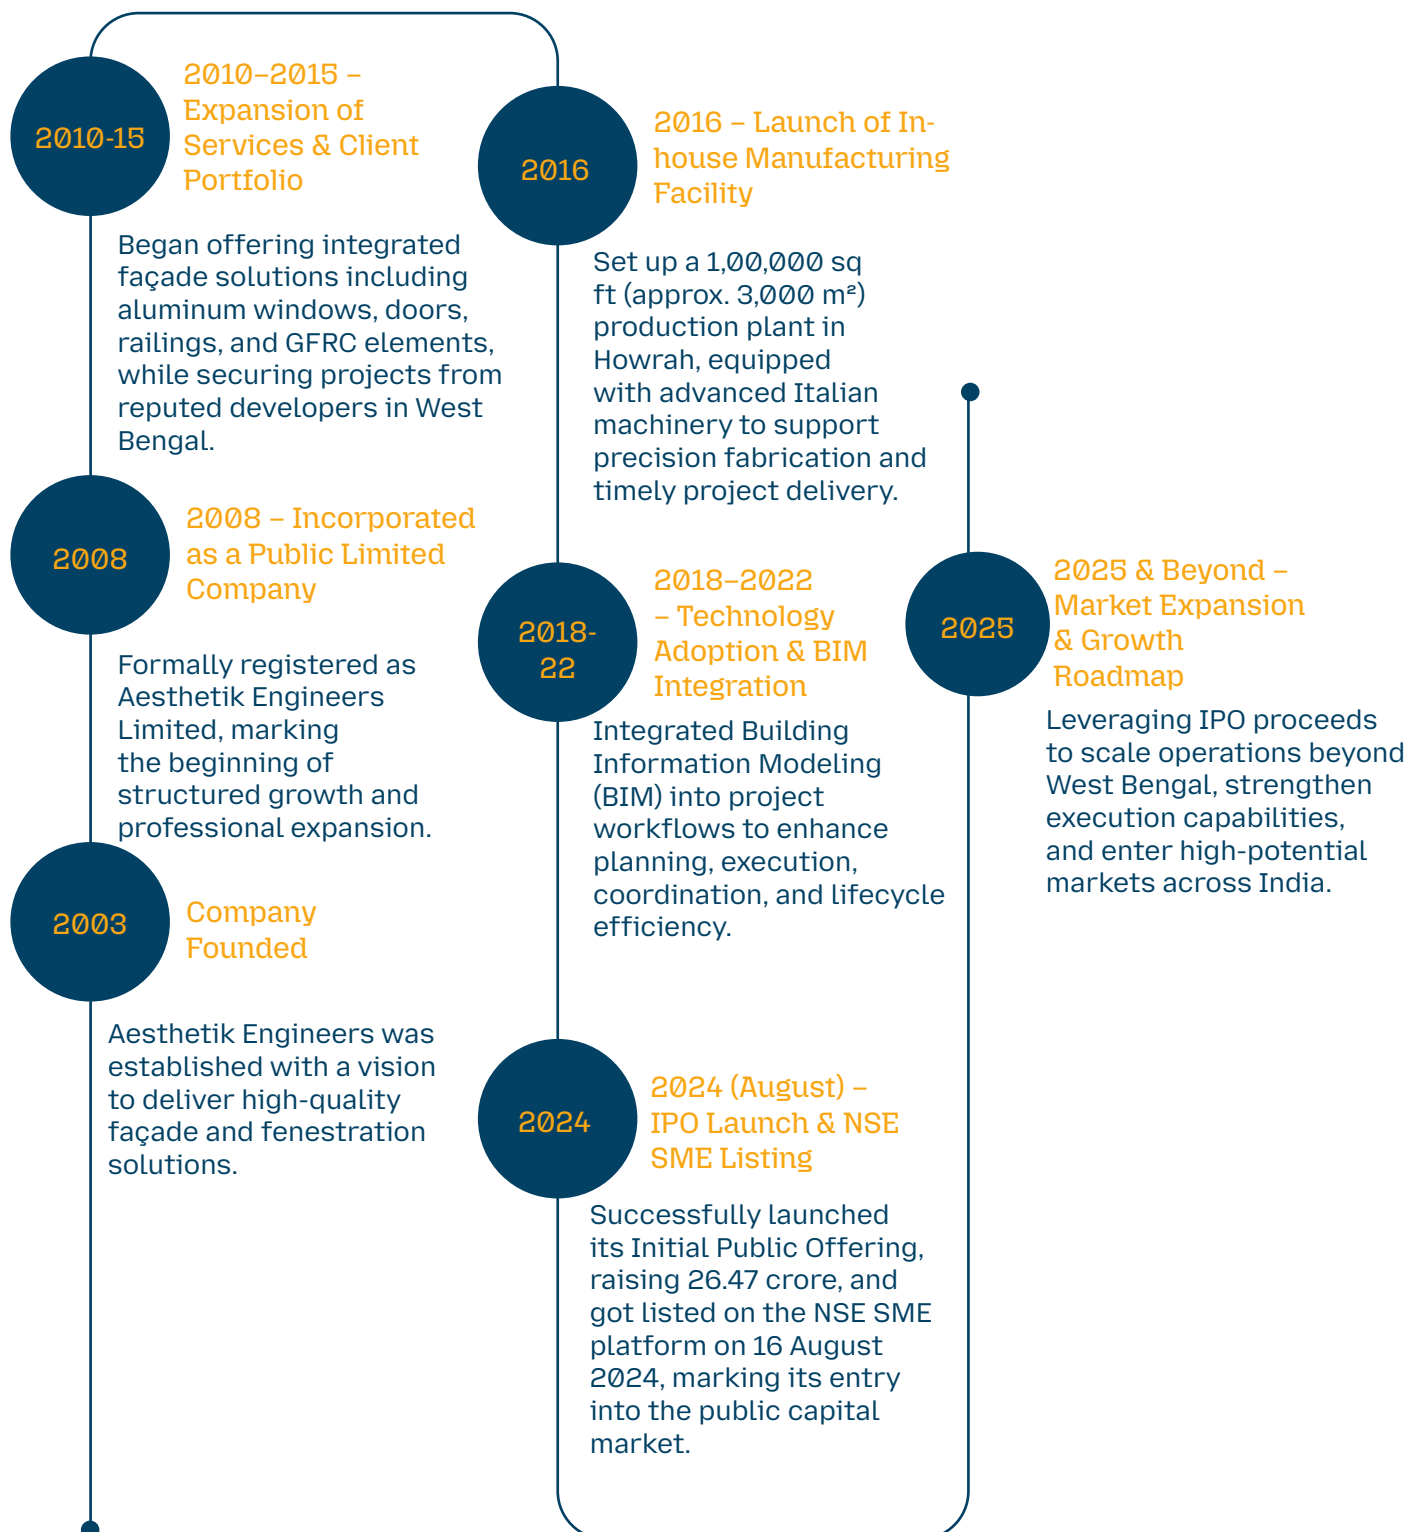 2010-15
2010–2015 –
Expansion of
Services & Client
Portfolio
Began offering integrated
façade solutions including
aluminum windows, doors,
railings, and GFRC elements,
while securing projects from
reputed developers in West
Bengal.
2008
2008 – Incorporated
as a Public Limited
Company
Formally registered as
Aesthetik Engineers
Limited, marking
the beginning of
structured growth and
professional expansion.
2003
Company
Founded
Aesthetik Engineers was
established with a vision
to deliver high-quality
façade and fenestration
solutions.
2016
2016 – Launch of In-
house Manufacturing
Facility
Set up a 1,00,000 sq
ft (approx. 3,000 m²)
production plant in
Howrah, equipped
with advanced Italian
machinery to support
precision fabrication and
timely project delivery.
2018-
22
2018–2022
– Technology
Adoption & BIM
Integration
Integrated Building
Information Modeling
(BIM) into project
workflows to enhance
planning, execution,
coordination, and lifecycle
efficiency.
2024
2024 (August) –
IPO Launch & NSE
SME Listing
Successfully launched
its Initial Public Offering,
raising 26.47 crore, and
got listed on the NSE SME
platform on 16 August
2024, marking its entry
into the public capital
market.
2025
2025 & Beyond –
Market Expansion
& Growth
Roadmap
Leveraging IPO proceeds
to scale operations beyond
West Bengal, strengthen
execution capabilities,
and enter high-potential
markets across India.